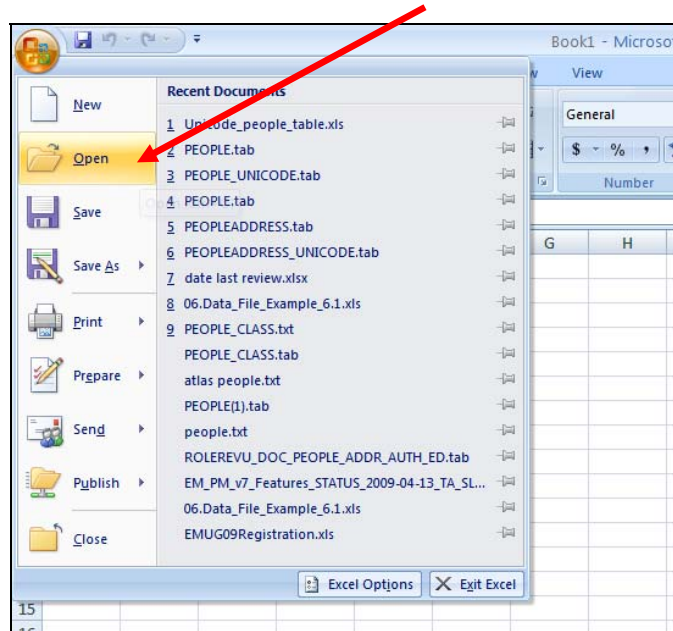 Book1 - Microso
View
Recent Documents
New
1 Unicode_people_table.xls
General
Open
2 PEOPLE.tab
$ % ,
3 PEOPLE_UNICODE.tab
Number
4 PEOPLE.tab
Save
5 PEOPLEADDRESS.tab
6 PEOPLEADDRESS_UNICODE.tab
G H
Save As
7 date last review.xlsx
8 06.Data_File_Example_6.1.xls
Print
9 PEOPLE_CLASS.txt
PEOPLE_CLASS.tab
Prepare
atlas people.txt
PEOPLE(1).tab
Send
people.txt
ROLEREVU_DOC_PEOPLE_ADDR_AUTH_ED.tab
Publish
EM_PM_v7_Features_STATUS_2009-04-13_TA_SL...
06.Data_File_Example_6.1.xls
Close
EMUG09Registration.xls
Excel Options
Exit Excel
15